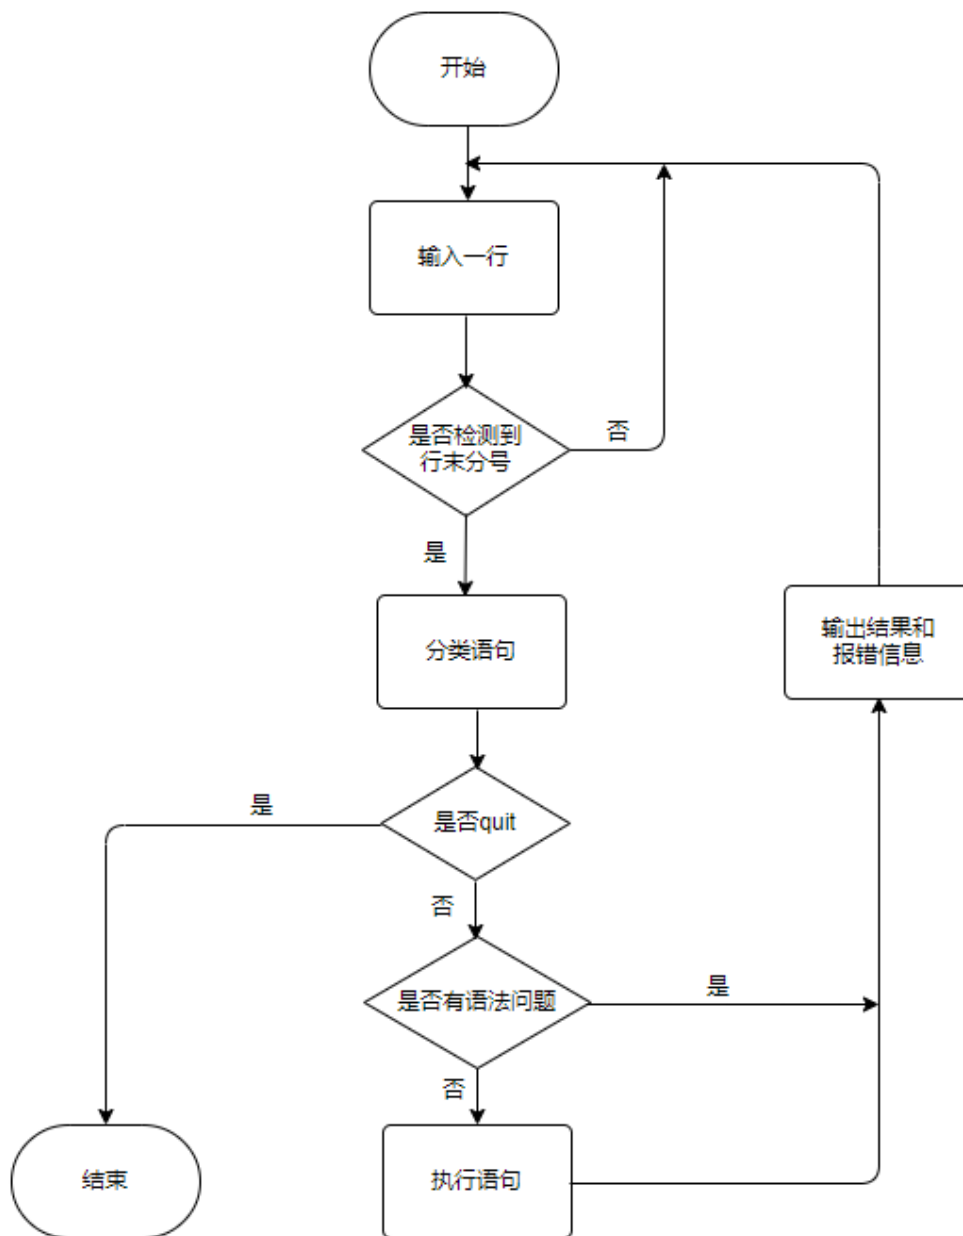 开始
输入一行
是否检测到
行末分号
否
是
分类语句
输出结果和
报错信息
是
是否quit
否
是否有语法问题
是
否
结束
执行语句